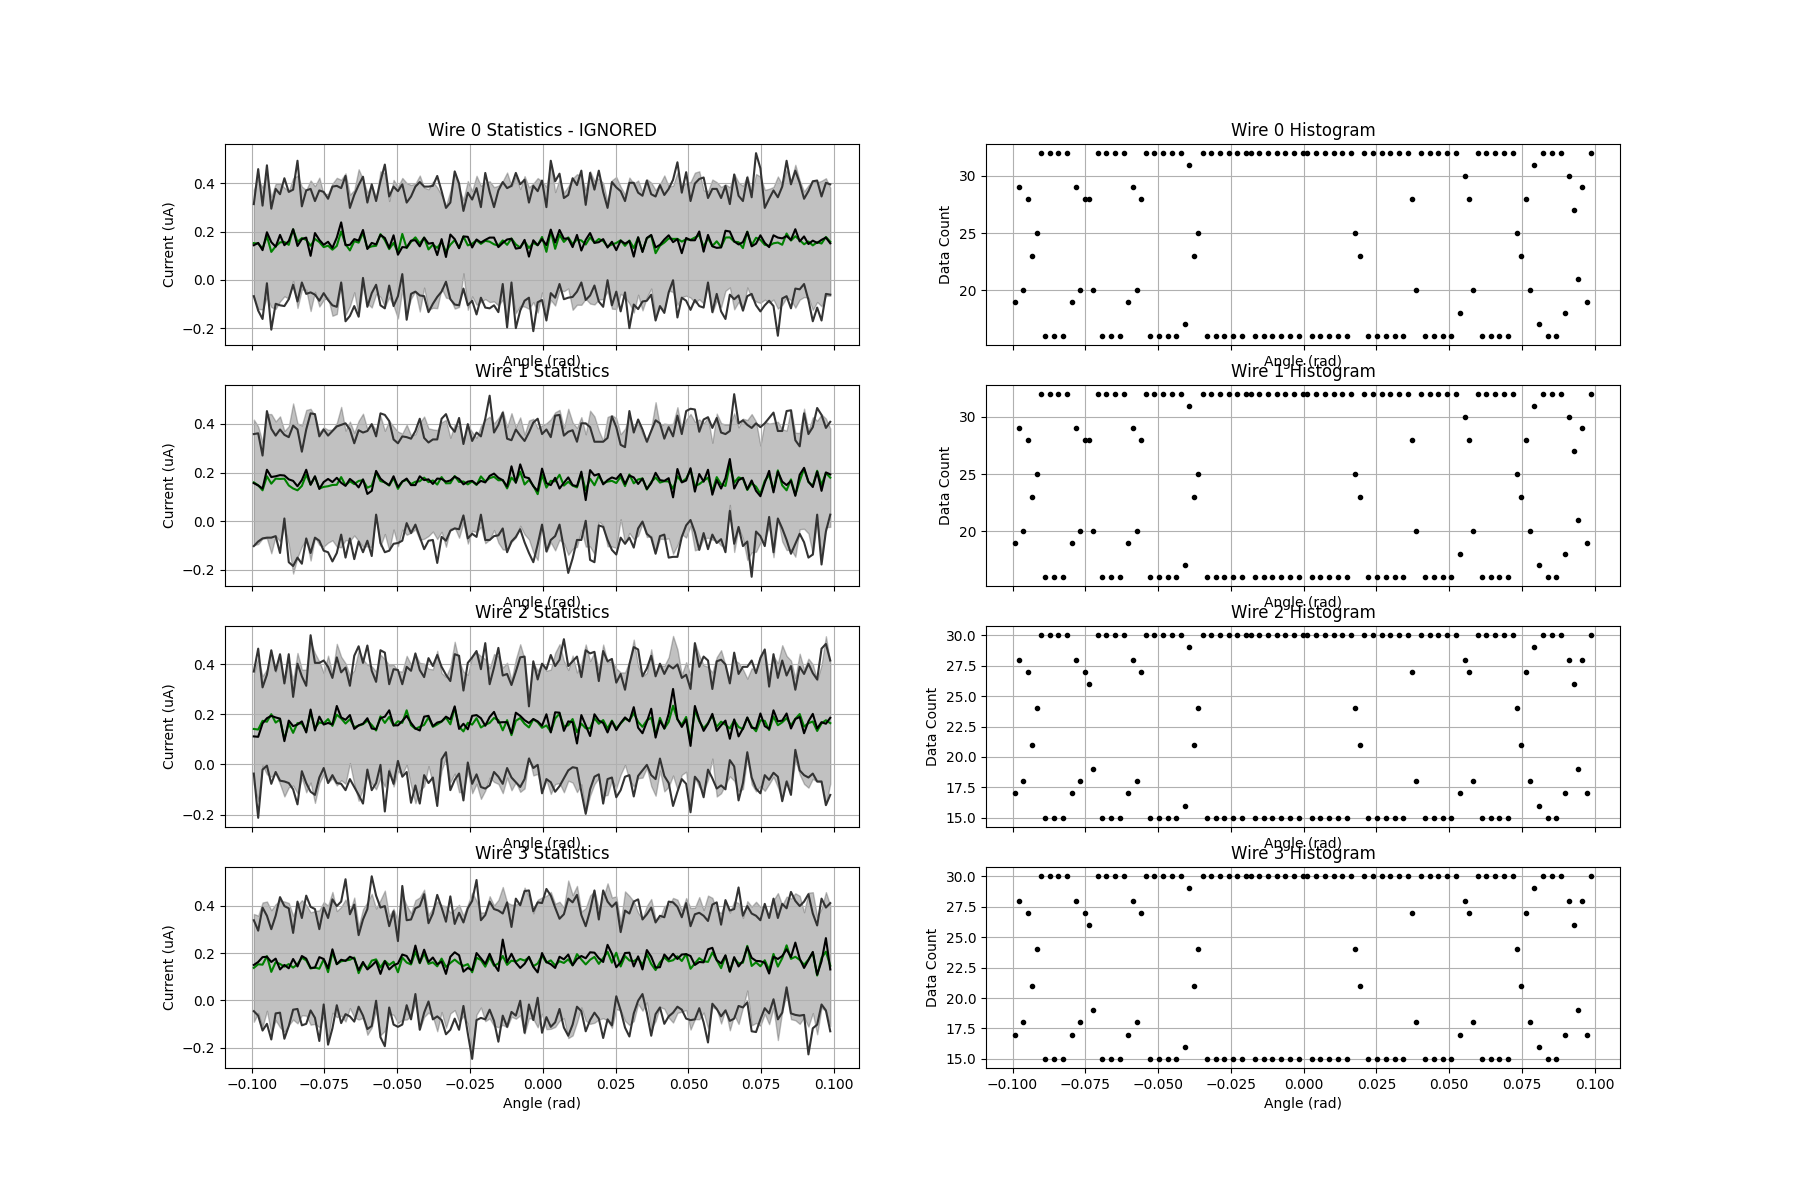 Wire 0 Statistics - IGNORED
Current (uA)
0.4
0.2
0.0
−0.2
Angle (rad)
Wire 0 Histogram
Data Count
30
25
20
Angle (rad)
Wire 1 Statistics
Current (uA)
0.4
0.2
0.0
−0.2
Angle (rad)
Wire 1 Histogram
Data Count
30
25
20
Angle (rad)
Wire 2 Statistics
Current (uA)
0.4
0.2
0.0
−0.2
Angle (rad)
Wire 2 Histogram
Data Count
30.0
27.5
25.0
22.5
20.0
17.5
15.0
Angle (rad)
Wire 3 Statistics
Current (uA)
0.4
0.2
0.0
−0.2
−0.100 −0.075 −0.050 −0.025 0.000 0.025 0.050 0.075 0.100
Angle (rad)
Wire 3 Histogram
Data Count
30.0
27.5
25.0
22.5
20.0
17.5
15.0
−0.100 −0.075 −0.050 −0.025 0.000 0.025 0.050 0.075 0.100
Angle (rad)